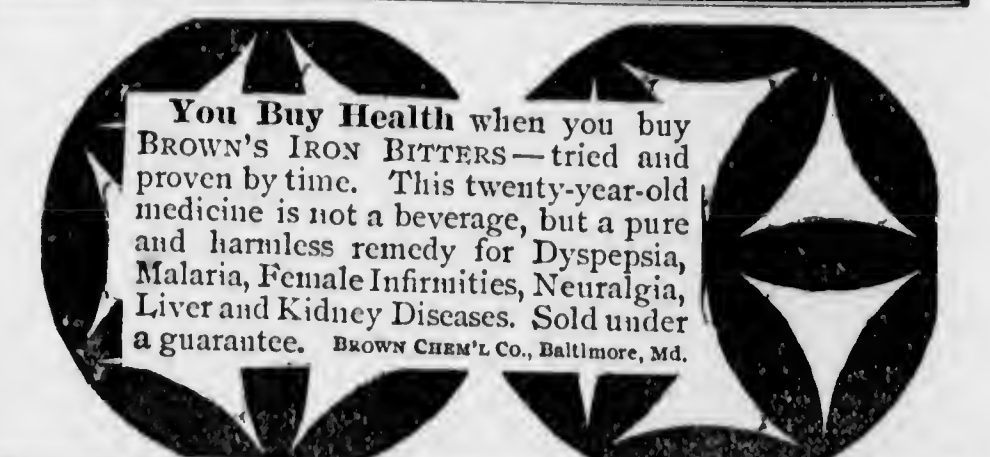 You Buy Health when you buy
BROWN'S IRON BITTERS—tried and
proven by time. This twenty-year-old
medicine is not a beverage, but a pure
and harmless remedy for Dyspepsia,
Malaria, Female Infirmities, Neuralgia,
Liver and Kidney Diseases. Sold under
a guarantee. BROWN CHEM'L CO., Baltimore, Md.